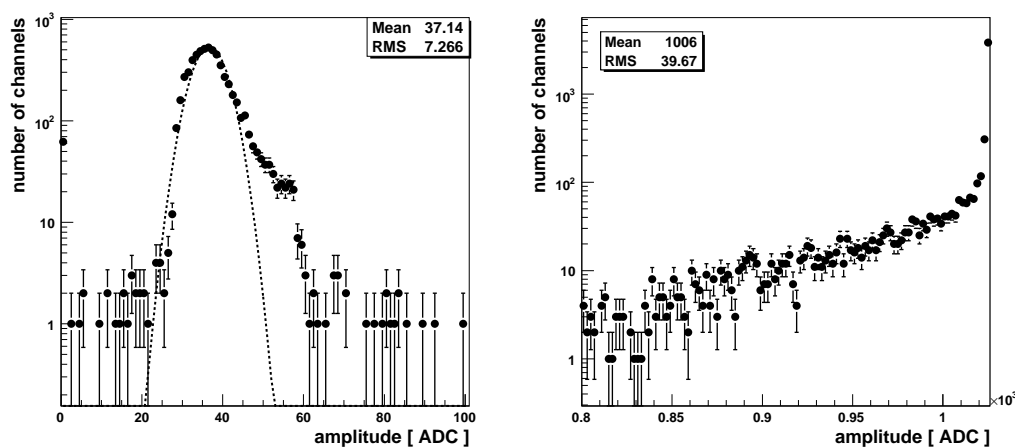 number of channels
10³
10²
10
1
Mean 37.14
RMS 7.266
0 20 40 60 80 100
amplitude [ ADC ]
number of channels
10³
10²
10
1
Mean 1006
RMS 39.67
0.8 0.85 0.9 0.95 1
×10³
amplitude [ ADC ]